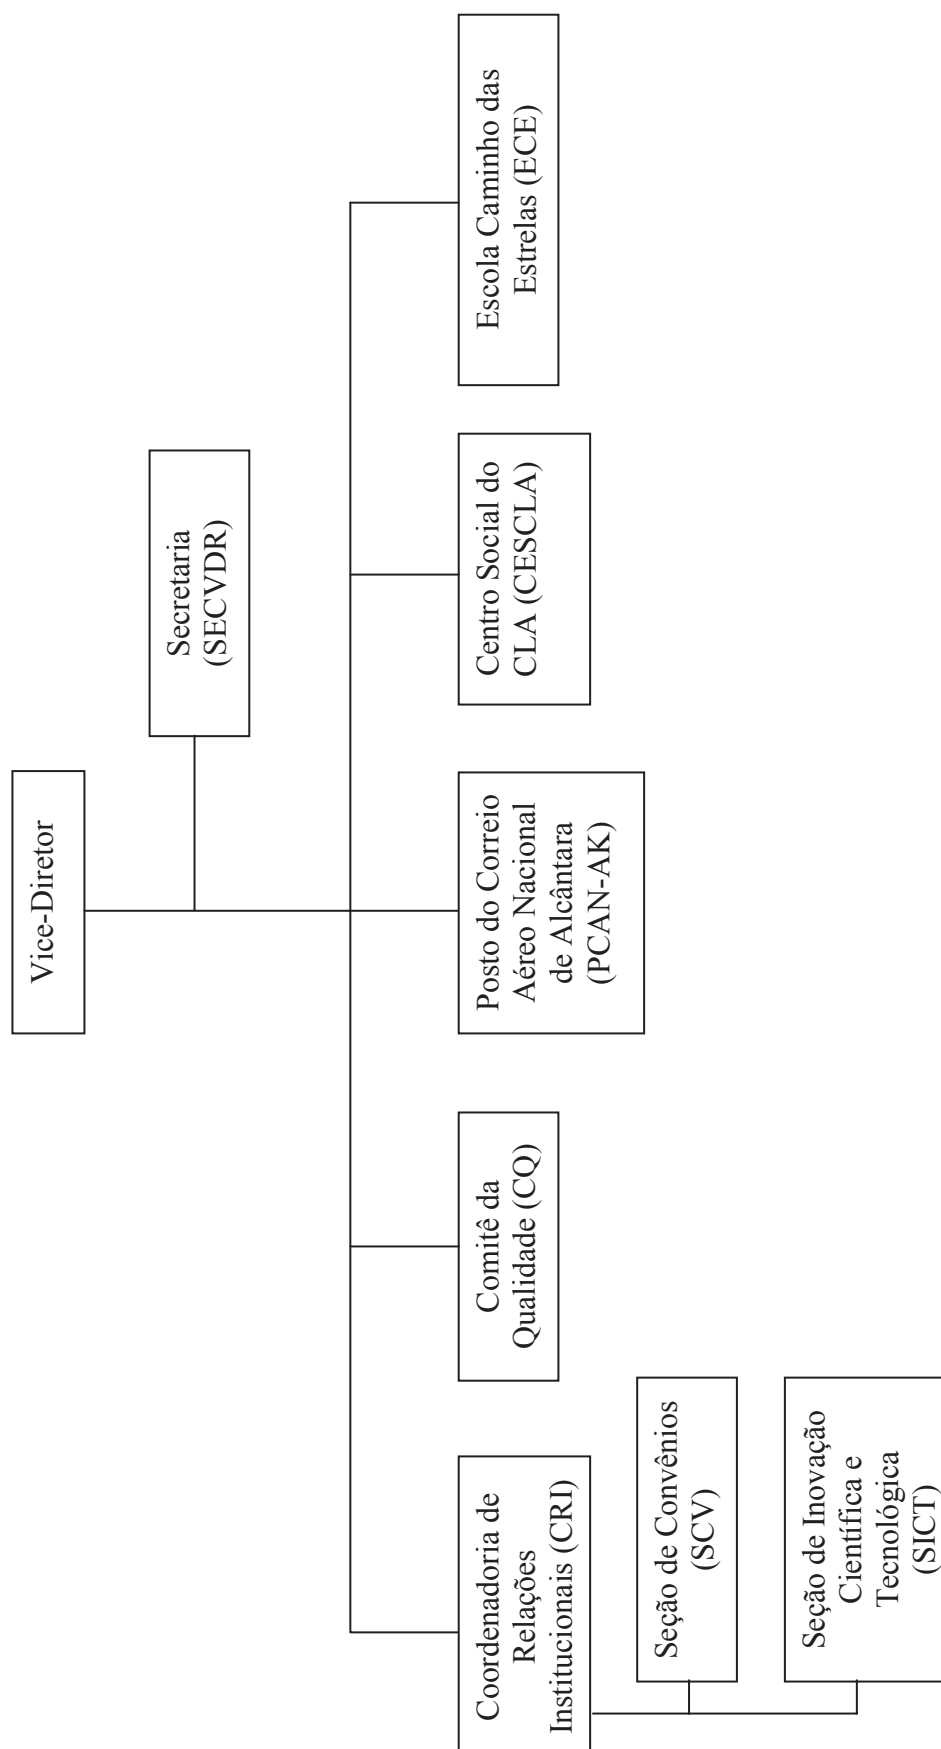 Vice-Diretor
Secretaria
(SECVDR)
Coordenadoria de
Relações
Institucionais (CRI)
Seção de Convênios
(SCV)
Seção de Inovação
Científica e
Tecnológica
(SICT)
Comitê da
Qualidade (CQ)
Posto do Correio
Aéreo Nacional
de Alcântara
(PCAN-AK)
Centro Social do
CLA (CESCLA)
Escola Caminho das
Estrelas (ECE)